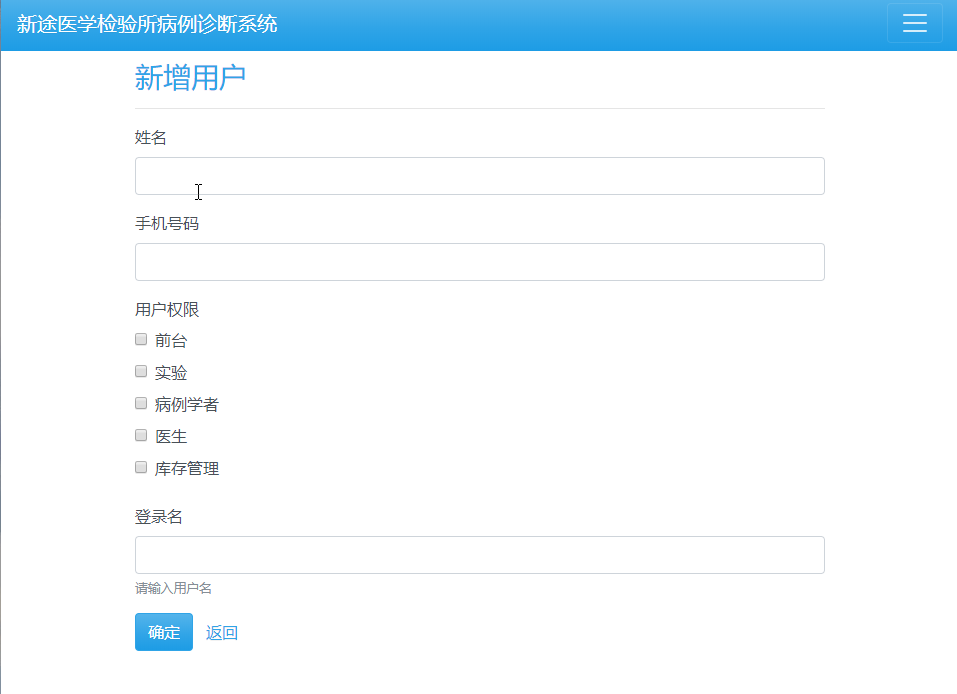 新途医学检验所病例诊断系统
新增用户
姓名
手机号码
用户权限
前台
实验
病例学者
医生
库存管理
登录名
请输入用户名
确定 返回